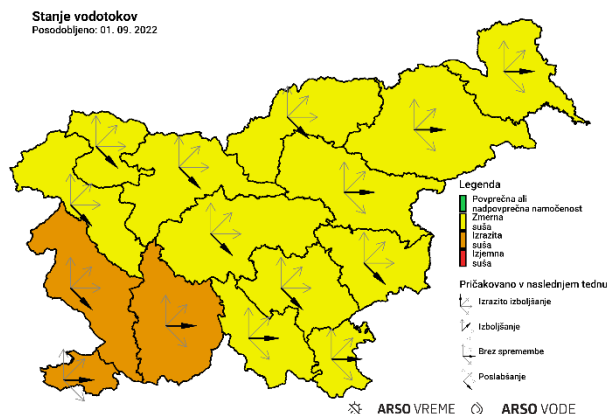 Stanje vodotokov
Posodobljeno: 01. 09. 2022
Legenda
Povprečna ali
nadpovprečna namočenost
Zmerna
suša
Izrazita
suša
Izjemna
suša
Pričakovano v naslednjem tednu
Izrazito izboljšanje
Izboljšanje
Brez spremembe
Poslabšanje
ARSO VREME
ARSO VODE